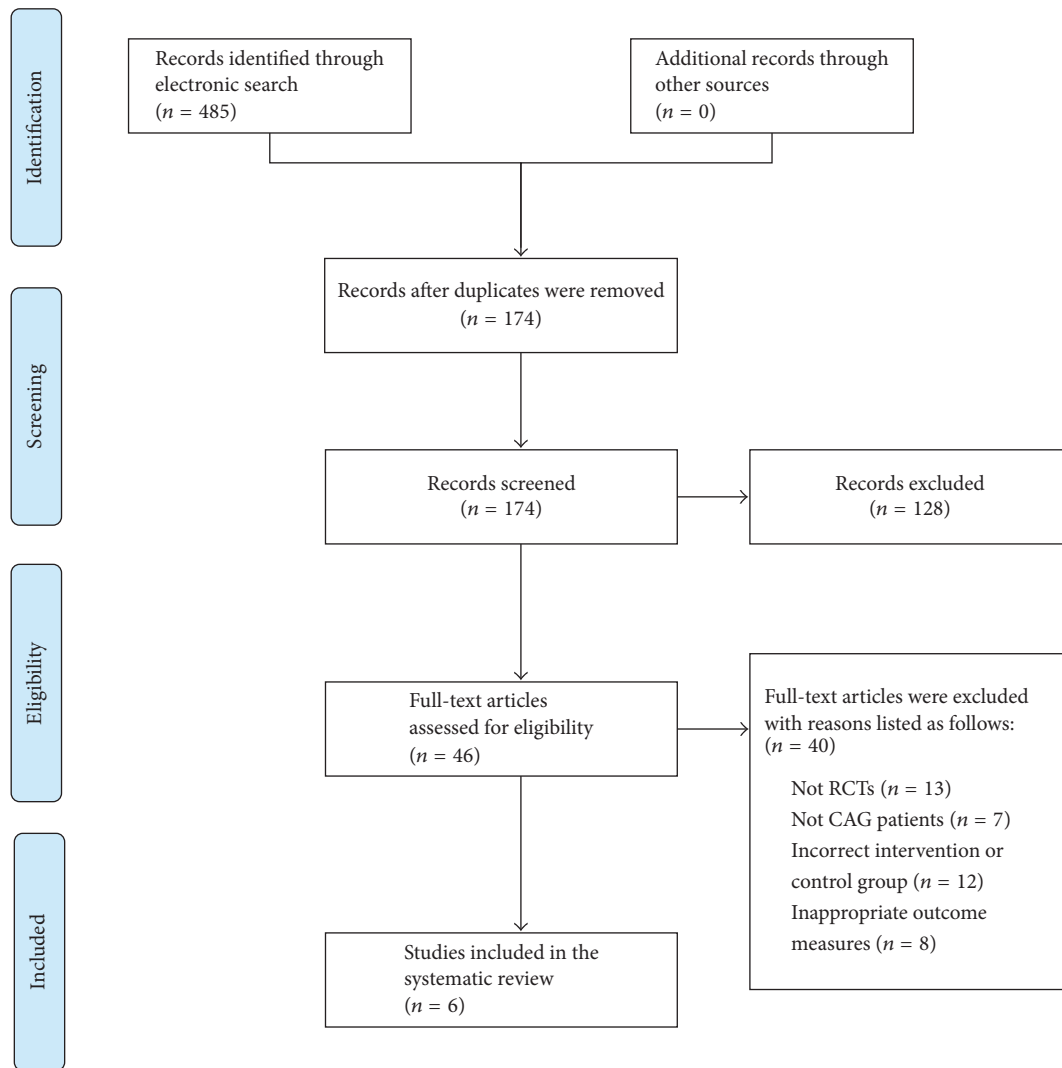 Identification
Records identified through
electronic search
(n = 485)
Additional records through
other sources
(n = 0)
Records after duplicates were removed
(n = 174)
Screening
Records screened
(n = 174)
Records excluded
(n = 128)
Eligibility
Full-text articles
assessed for eligibility
(n = 46)
Full-text articles were excluded
with reasons listed as follows:
(n = 40)
Not RCTs (n = 13)
Not CAG patients (n = 7)
Incorrect intervention or
control group (n = 12)
Inappropriate outcome
measures (n = 8)
Included
Studies included in the
systematic review
(n = 6)